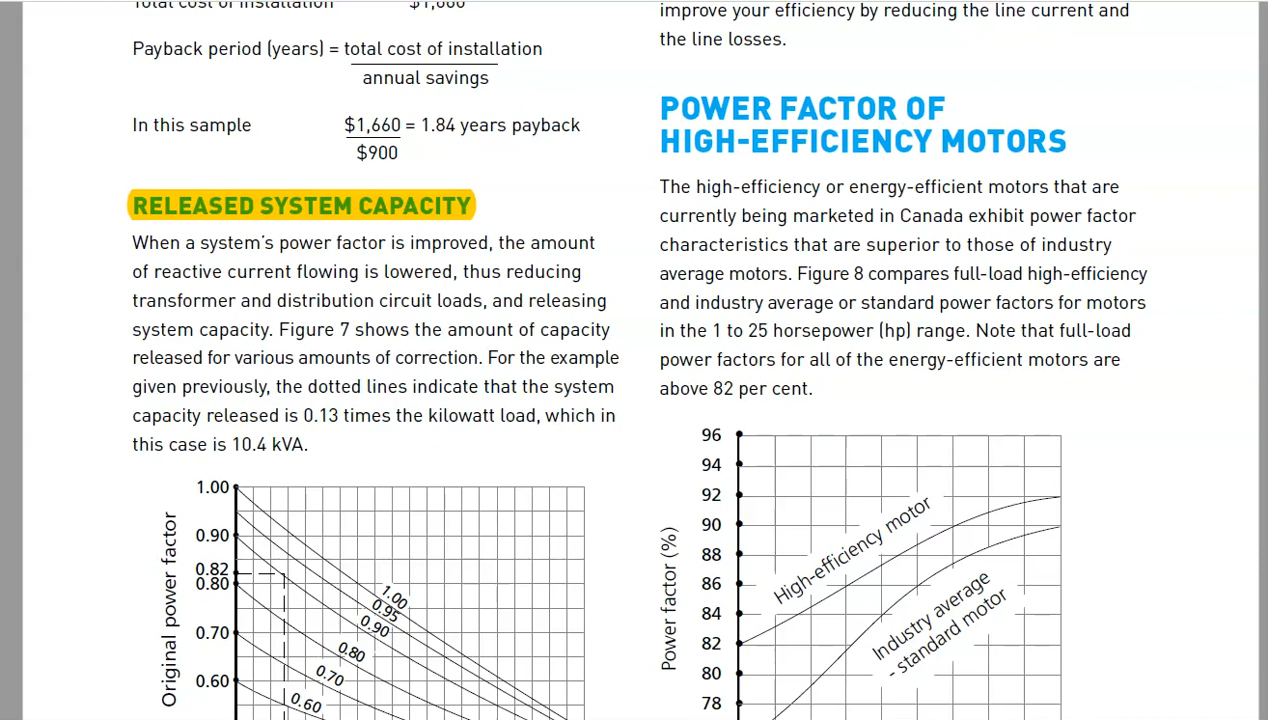 Total cost of installation $1,660
Payback period (years) = total cost of installation
annual savings
In this sample $1,660 = 1.84 years payback
$900
RELEASED SYSTEM CAPACITY
When a system's power factor is improved, the amount
of reactive current flowing is lowered, thus reducing
transformer and distribution circuit loads, and releasing
system capacity. Figure 7 shows the amount of capacity
released for various amounts of correction. For the example
given previously, the dotted lines indicate that the system
capacity released is 0.13 times the kilowatt load, which in
this case is 10.4 kVA.
1.00
0.90
0.82
0.80
0.70
0.60
Original power factor
1.00
0.95
0.90
0.80
0.70
0.60
improve your efficiency by reducing the line current and
the line losses.
POWER FACTOR OF
HIGH-EFFICIENCY MOTORS
The high-efficiency or energy-efficient motors that are
currently being marketed in Canada exhibit power factor
characteristics that are superior to those of industry
average motors. Figure 8 compares full-load high-efficiency
and industry average or standard power factors for motors
in the 1 to 25 horsepower (hp) range. Note that full-load
power factors for all of the energy-efficient motors are
above 82 per cent.
96
94
92
90
88
86
84
82
80
78
Power factor (%)
High-efficiency motor
Industry average
- standard motor